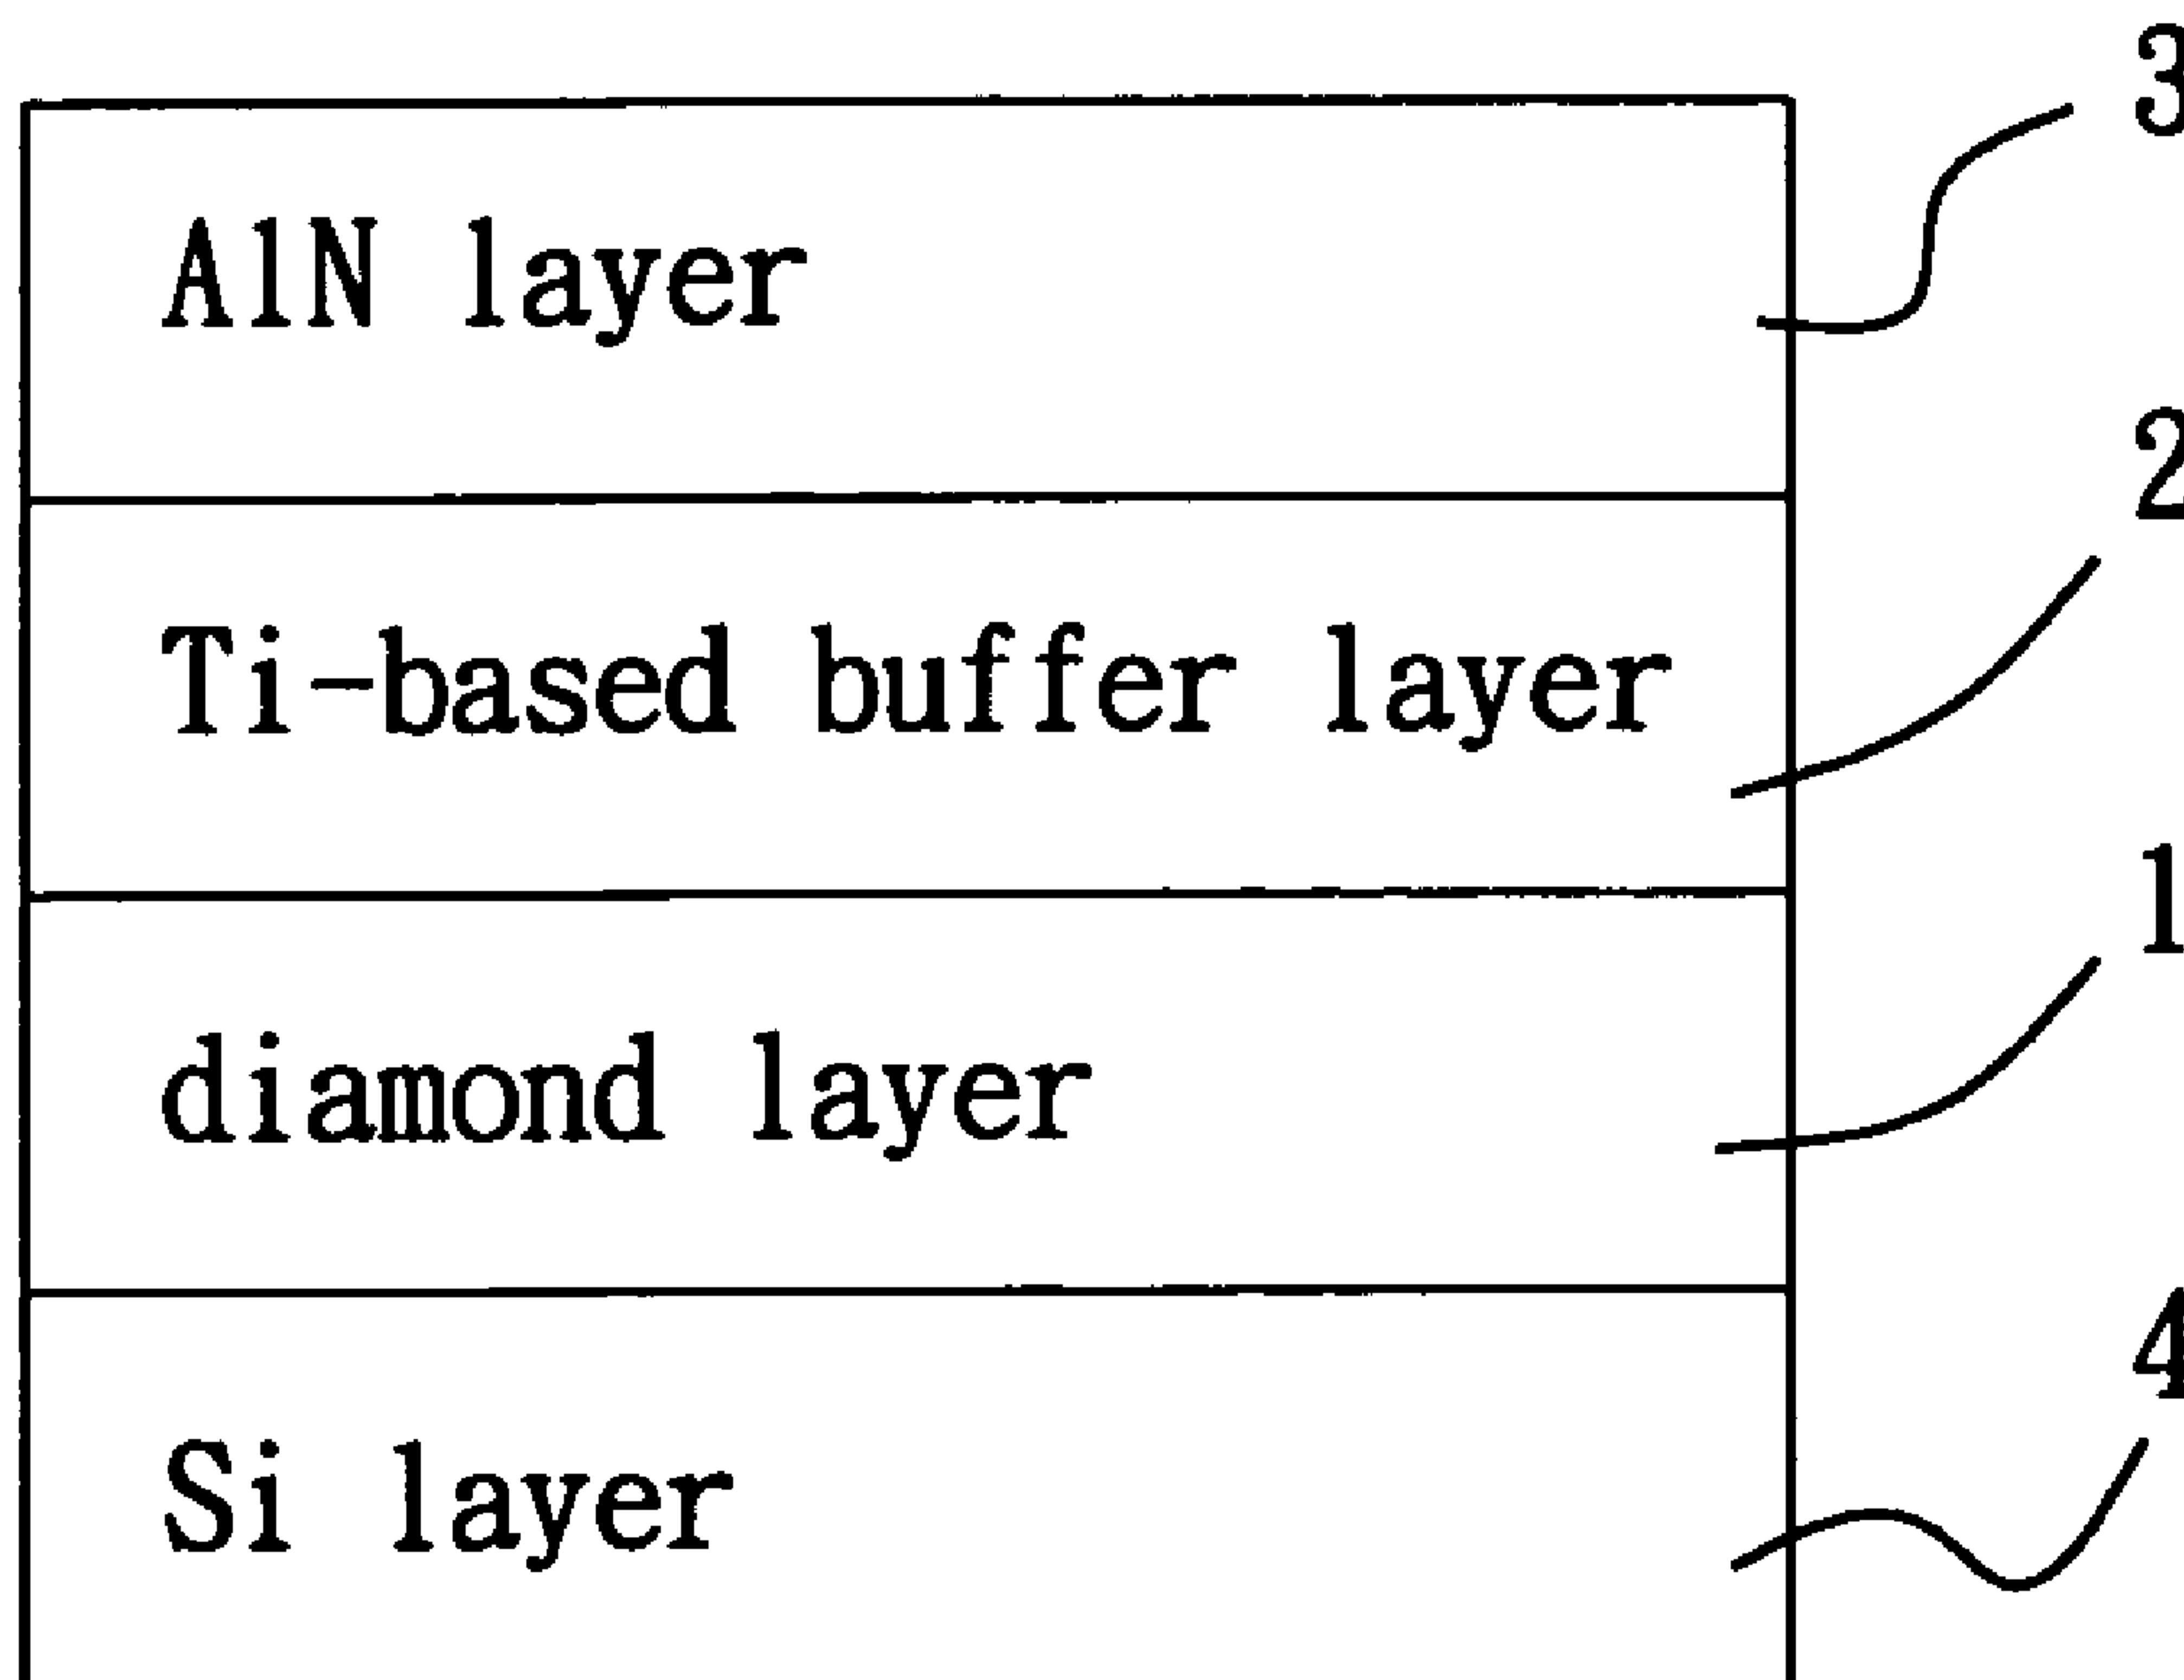 3
AlN layer
2
Ti-based buffer layer
1
diamond layer
4
Si layer